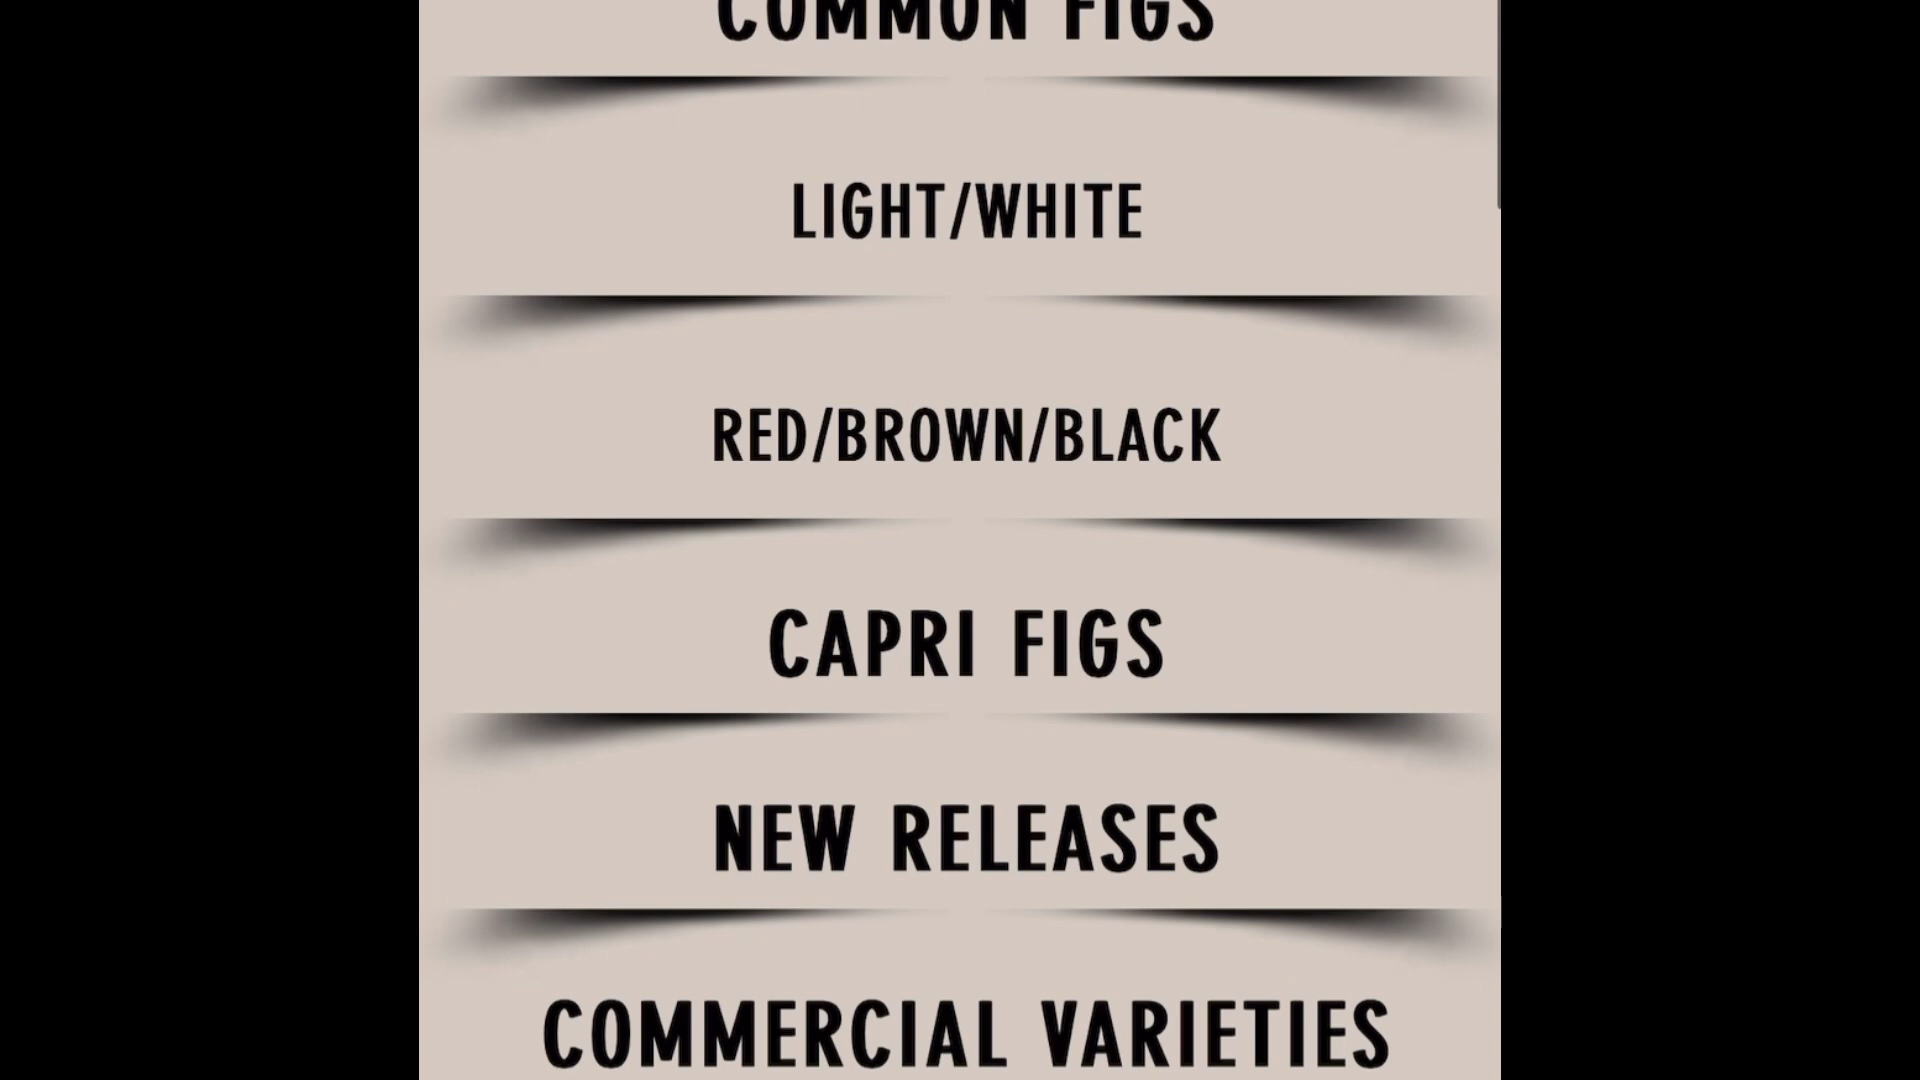 COMMON FIGS
LIGHT/WHITE
RED/BROWN/BLACK
CAPRI FIGS
NEW RELEASES
COMMERCIAL VARIETIES